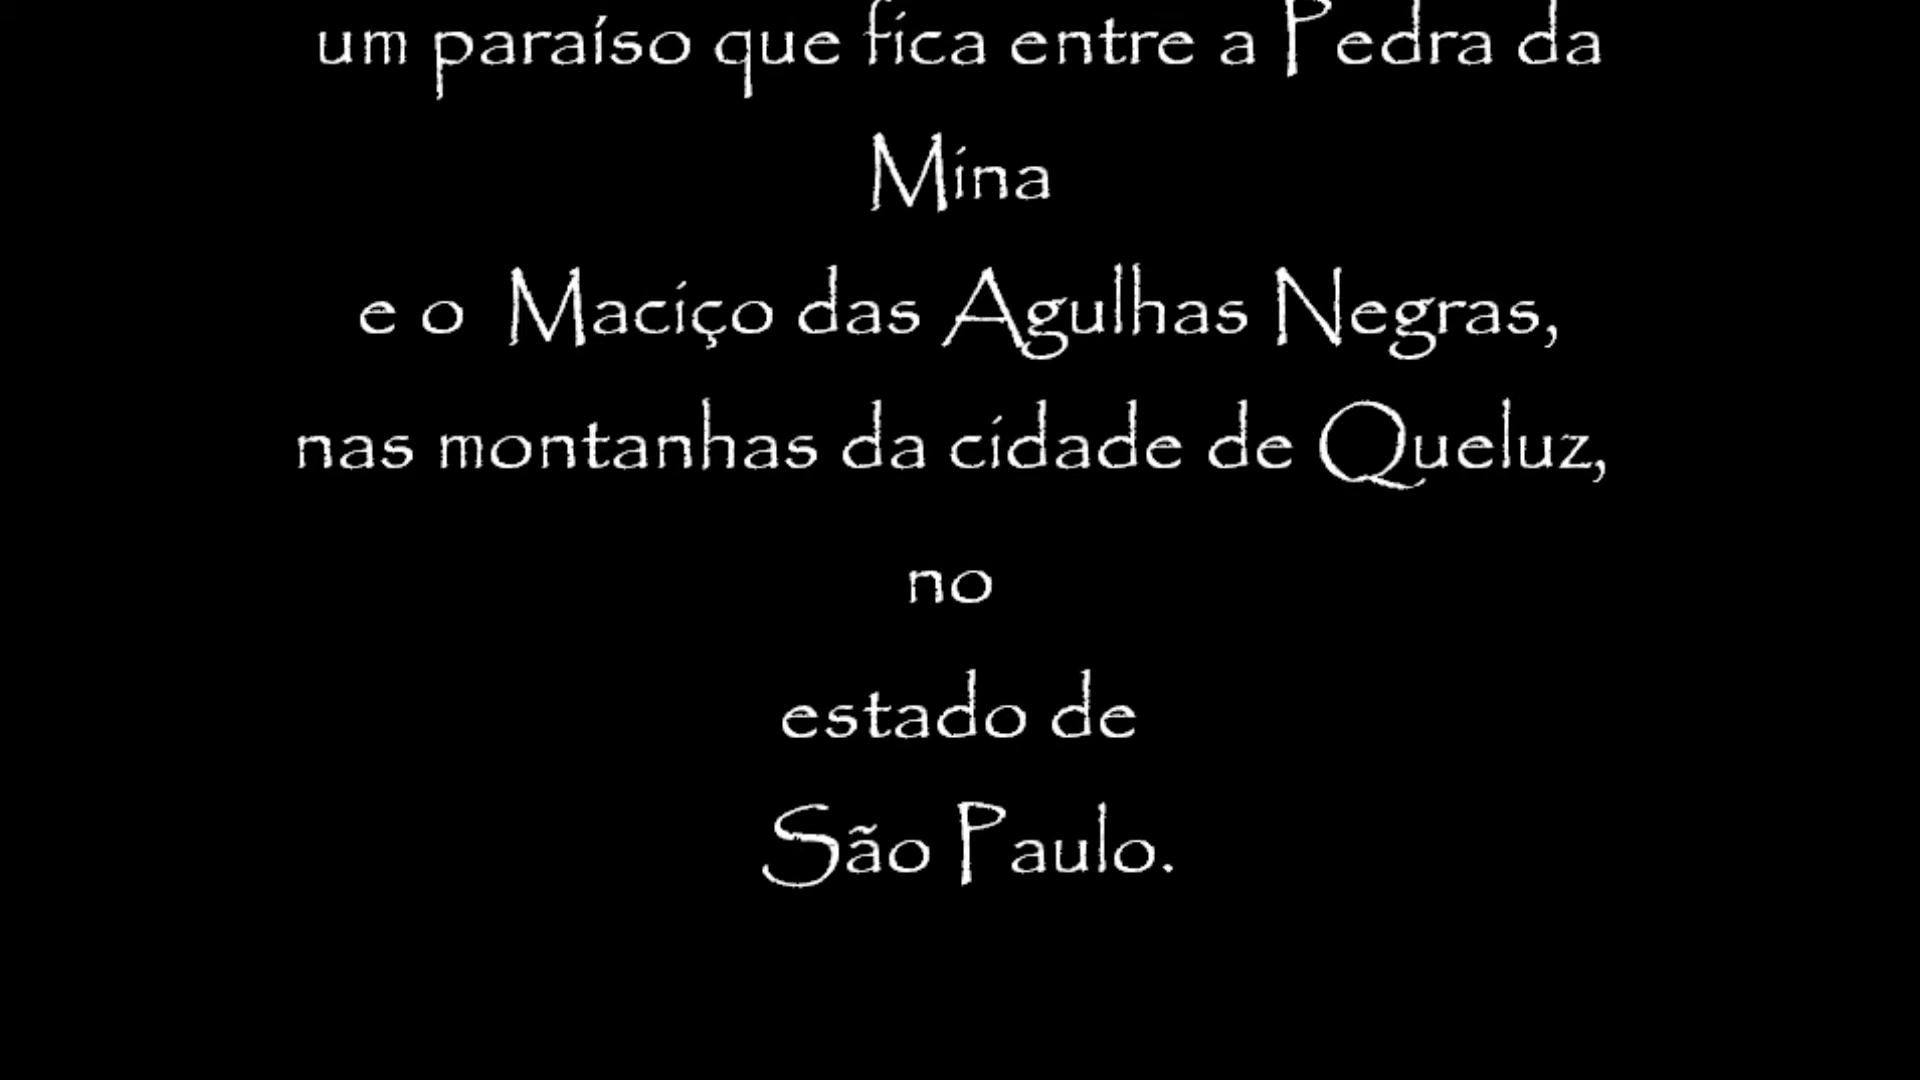 um paraíso que fica entre a Pedra da
Mina
e o  Maciço das Agulhas Negras,
nas montanhas da cidade de Queluz,
no
estado de
São Paulo.